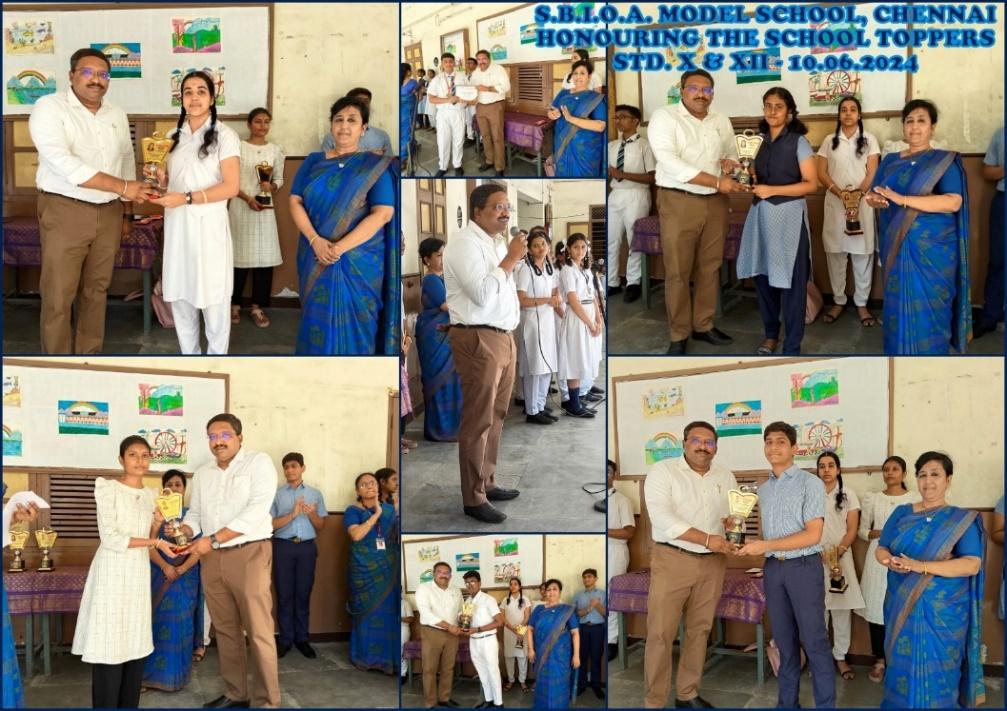 S.B.I.O.A. MODEL SCHOOL, CHENNAI
HONOURING THE SCHOOL TOPPERS
STD. X & XII - 10.06.2024